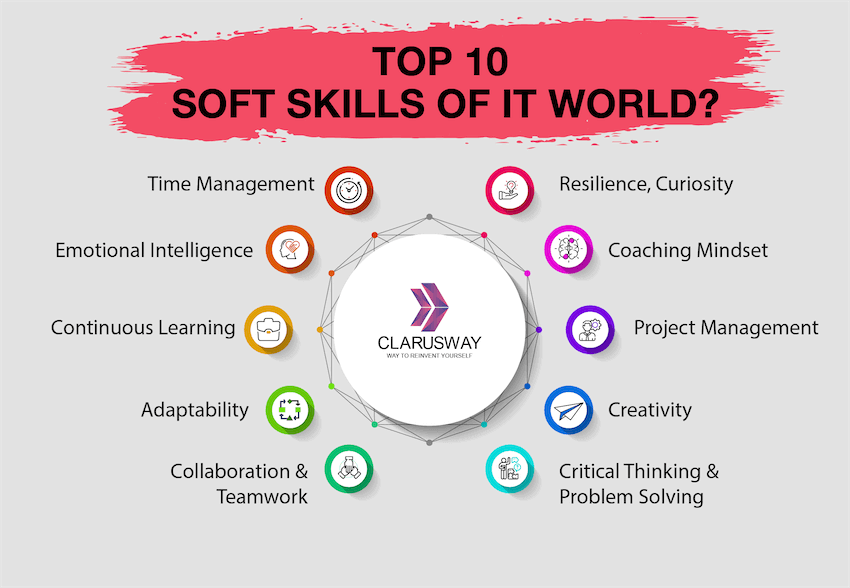 TOP 10
SOFT SKILLS OF IT WORLD?
Time Management
Resilience, Curiosity
Emotional Intelligence
Coaching Mindset
Continuous Learning
Project Management
CLARUSWAY
WAY TO REINVENT YOURSELF
Adaptability
Creativity
Collaboration &
Teamwork
Critical Thinking &
Problem Solving